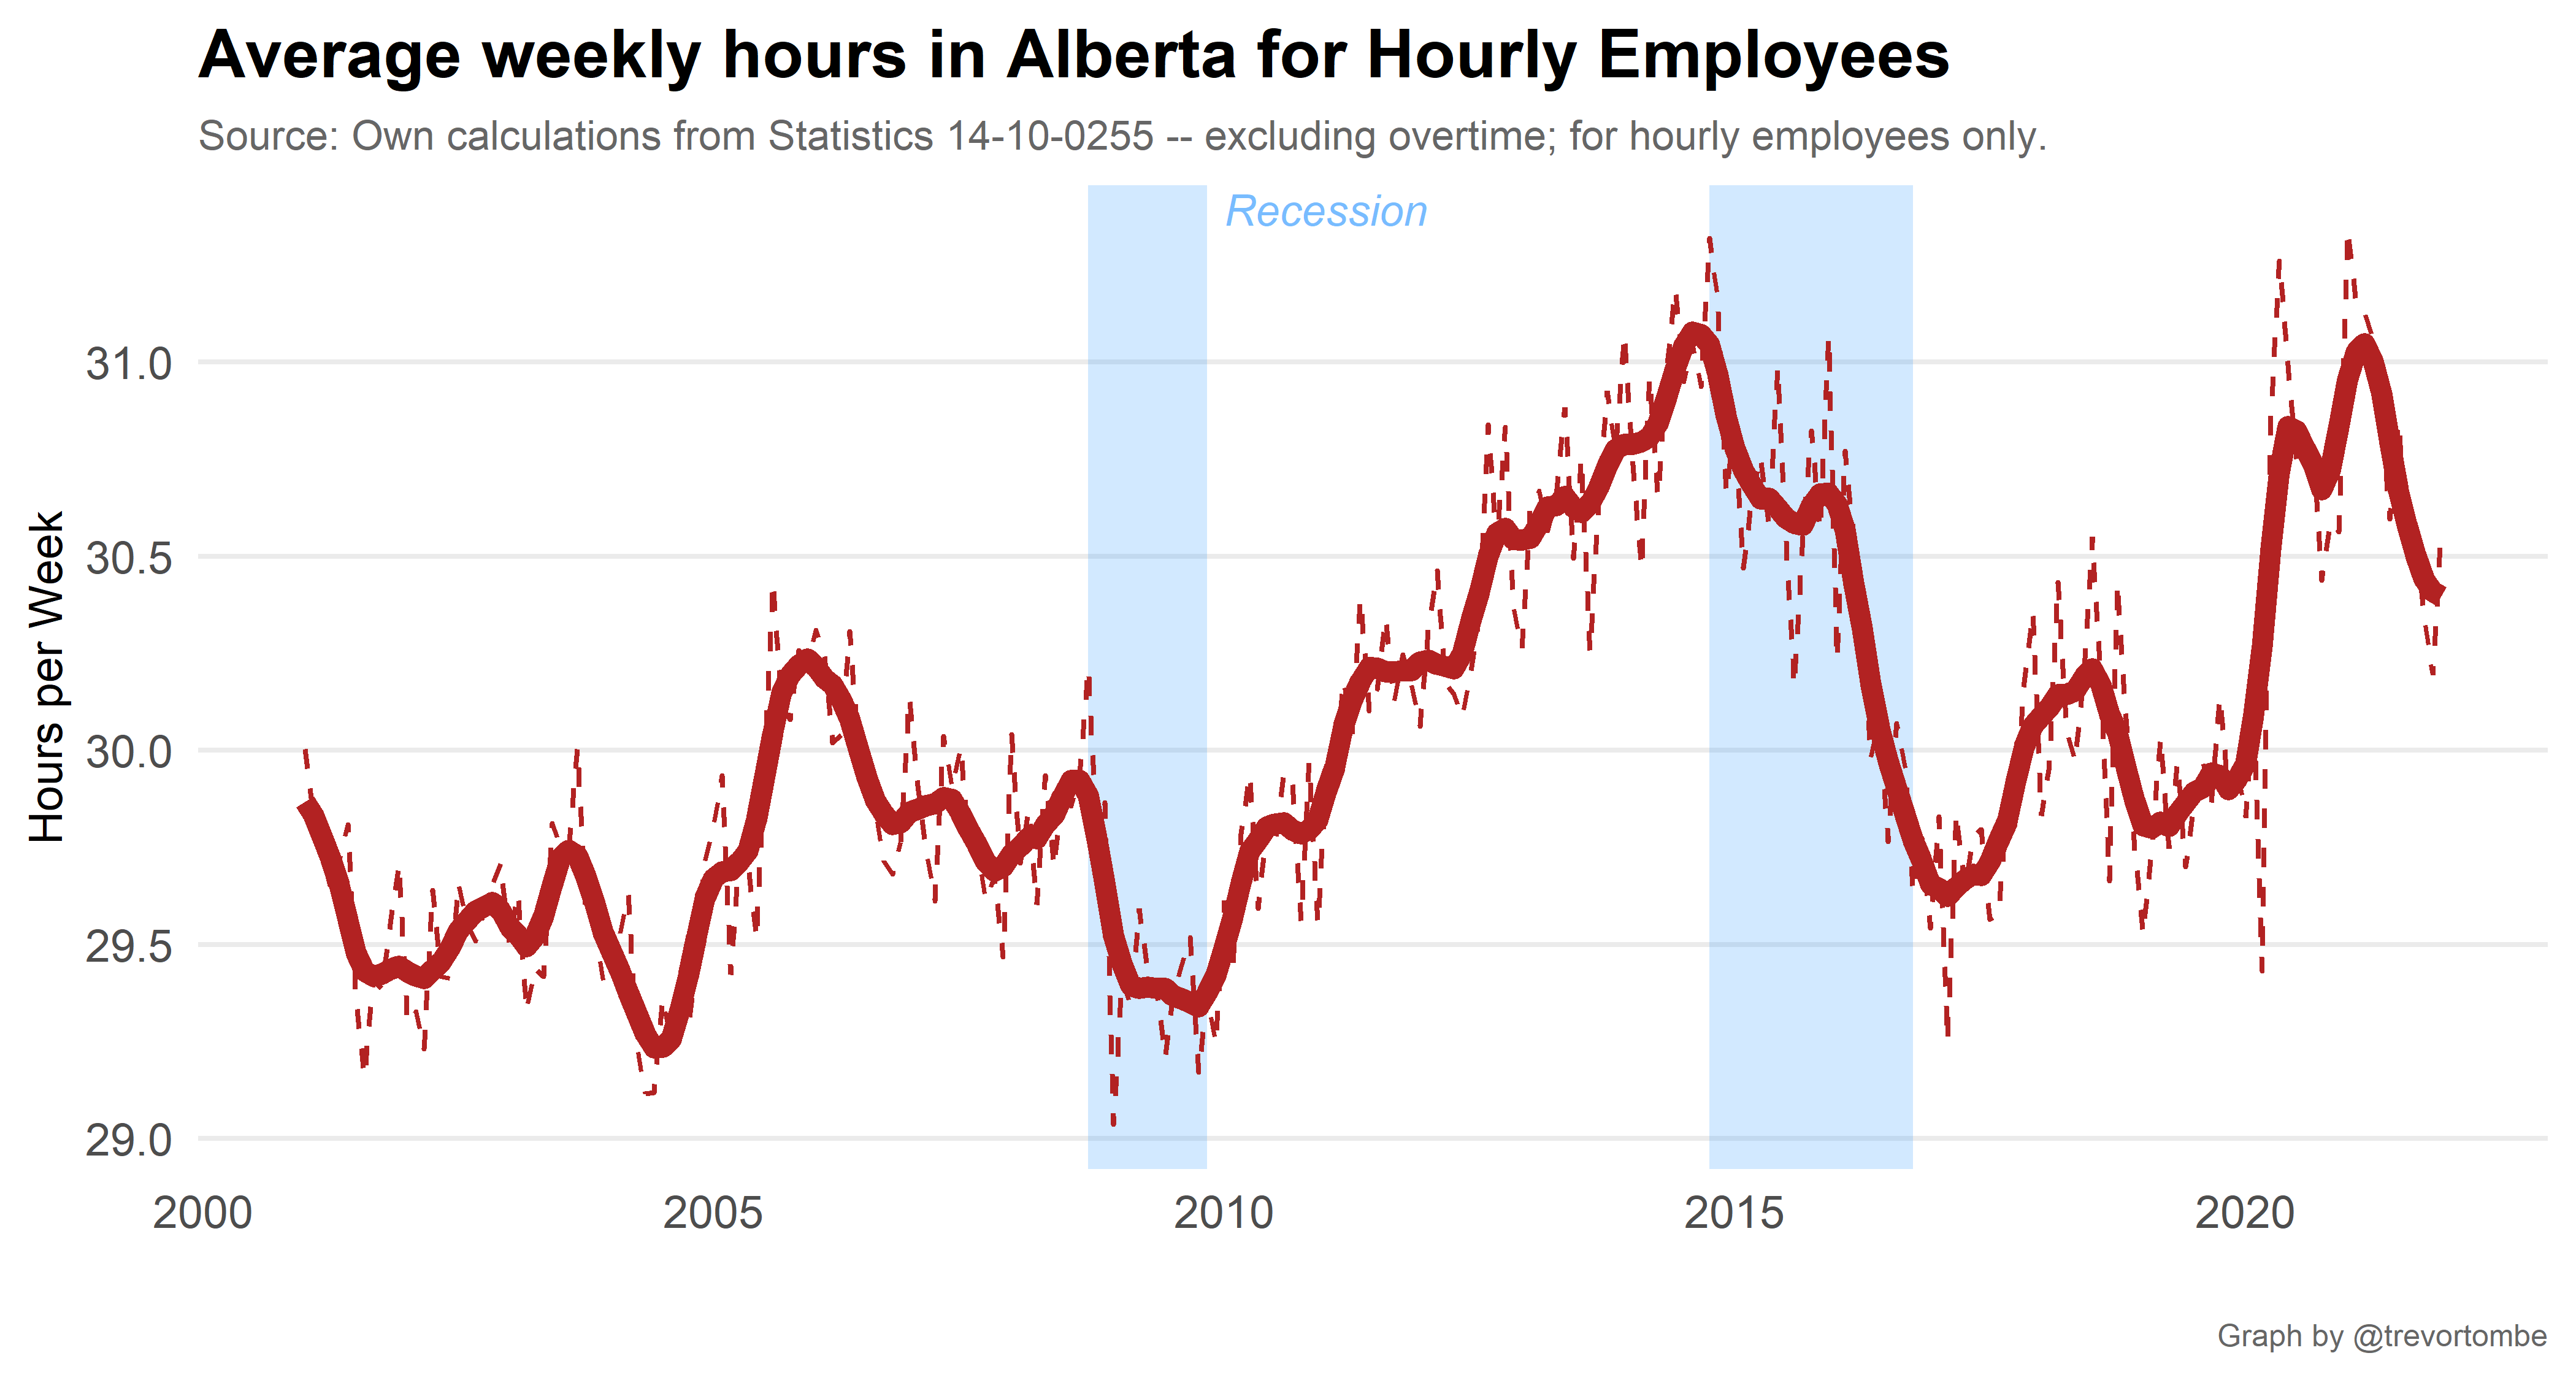 Average weekly hours in Alberta for Hourly Employees
Source: Own calculations from Statistics 14-10-0255 -- excluding overtime; for hourly employees only.
Recession
Hours per Week
31.0
30.5
30.0
29.5
29.0
2000 2005 2010 2015 2020
Graph by @trevortombe